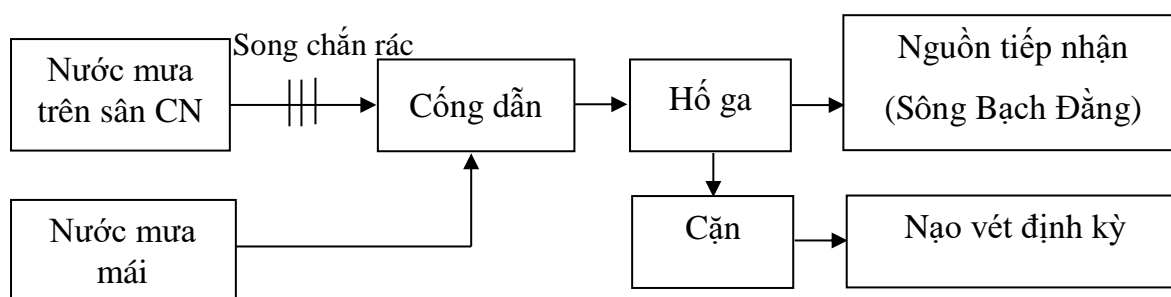 Song chắn rác
Nước mưa
trên sân CN
Cống dẫn
Hố ga
Nguồn tiếp nhận
(Sông Bạch Đằng)
Nước mưa
mái
Cặn
Nạo vét định kỳ